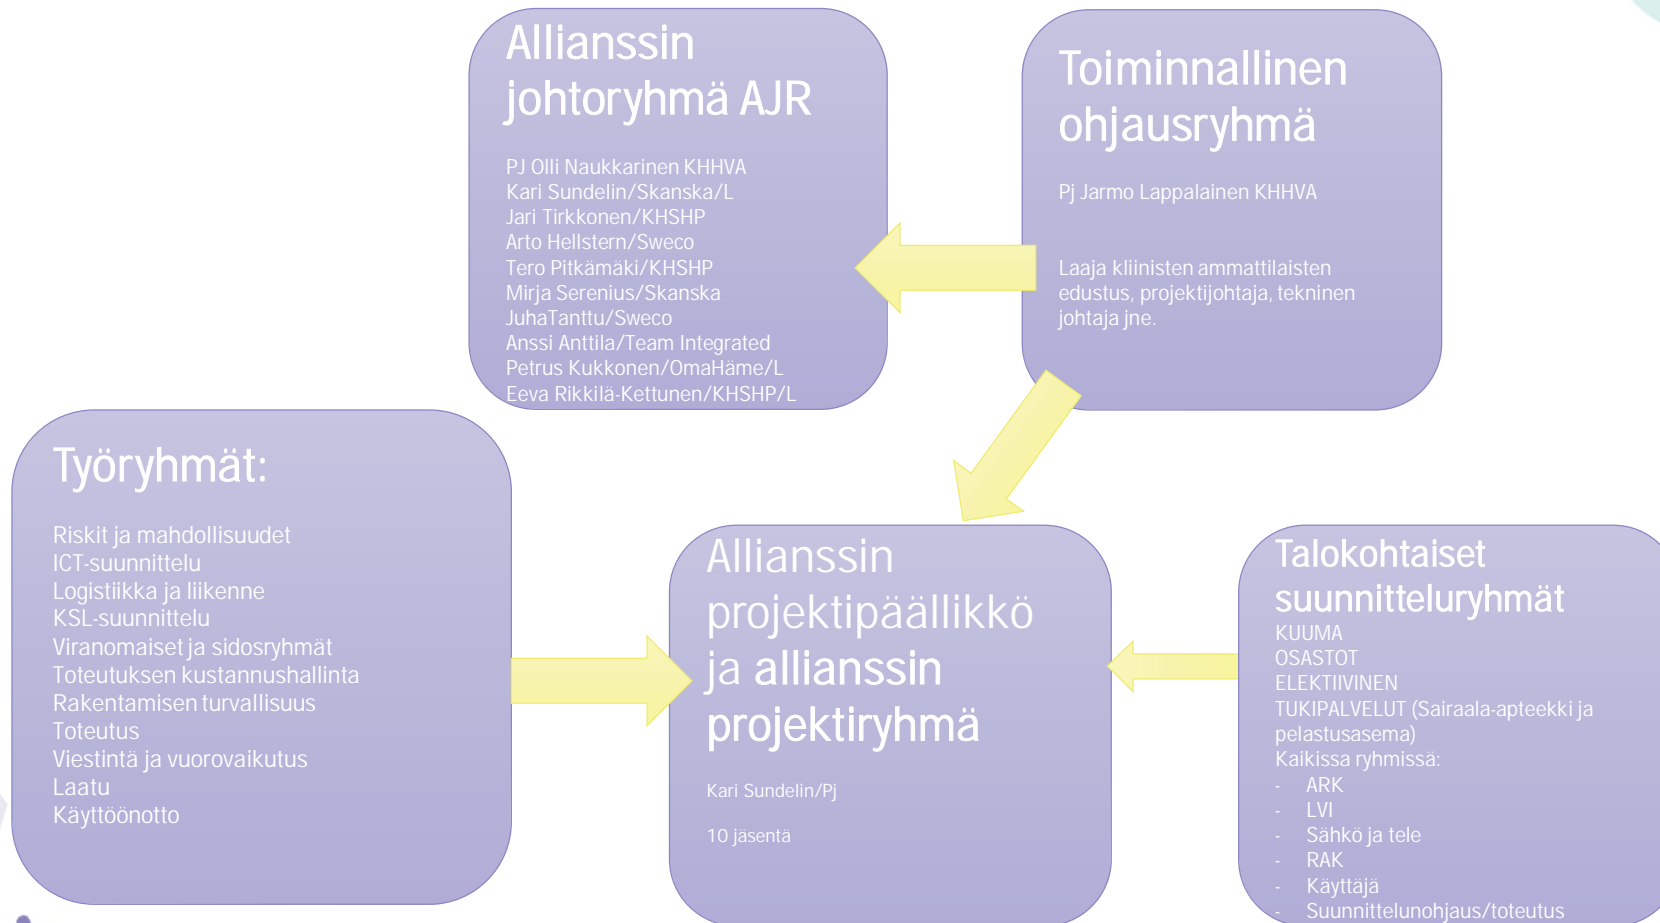 Allianssin
johtoryhmä AJR
PJ Olli Naukkarinen KHHVA
Kari Sundelin/Skanska/L
Jari Tirkkonen/KHSHP
Arto Hellstern/Sweco
Tero Pitkämäki/KHSHP
Mirja Serenius/Skanska
JuhaTanttu/Sweco
Anssi Anttila/Team Integrated
Petrus Kukkonen/OmaHäme/L
Eeva Rikkilä-Kettunen/KHSHP/L
Toiminnallinen
ohjausryhmä
Pj Jarmo Lappalainen KHHVA
Laaja kliinisten ammattilaisten
edustus, projektijohtaja, tekninen
johtaja jne.
Työryhmät:
Riskit ja mahdollisuudet
ICT-suunnittelu
Logistiikka ja liikenne
KSL-suunnittelu
Viranomaiset ja sidosryhmät
Toteutuksen kustannushallinta
Rakentamisen turvallisuus
Toteutus
Viestintä ja vuorovaikutus
Laatu
Käyttöönotto
Allianssin
projektipäällikkö
ja allianssin
projektiryhmä
Kari Sundelin/Pj
10 jäsentä
Talokohtaiset
suunnitteluryhmät
KUUMA
OSASTOT
ELEKTIIVINEN
TUKIPALVELUT (Sairaala-apteekki ja
pelastusasema)
Kaikissa ryhmissä:
- ARK
- LVI
- Sähkö ja tele
- RAK
- Käyttäjä
- Suunnittelunohjaus/toteutus